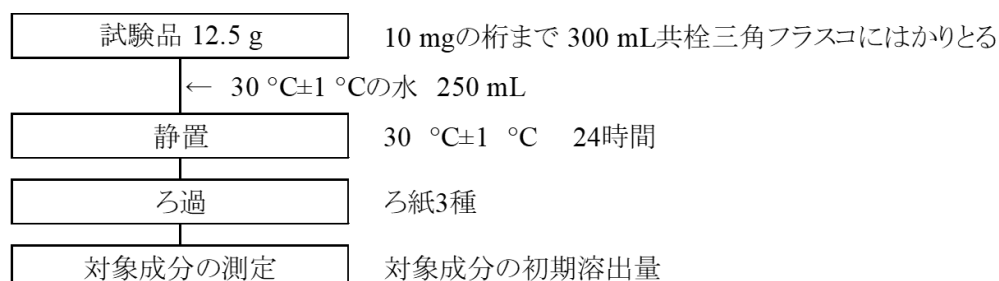 試験品 12.5 g 10 mgの桁まで 300 mL共栓三角フラスコにはかりとる
← 30 °C±1 °Cの水 250 mL
静置 30 °C±1 °C 24時間
ろ過 ろ紙3種
対象成分の測定 対象成分の初期溶出量